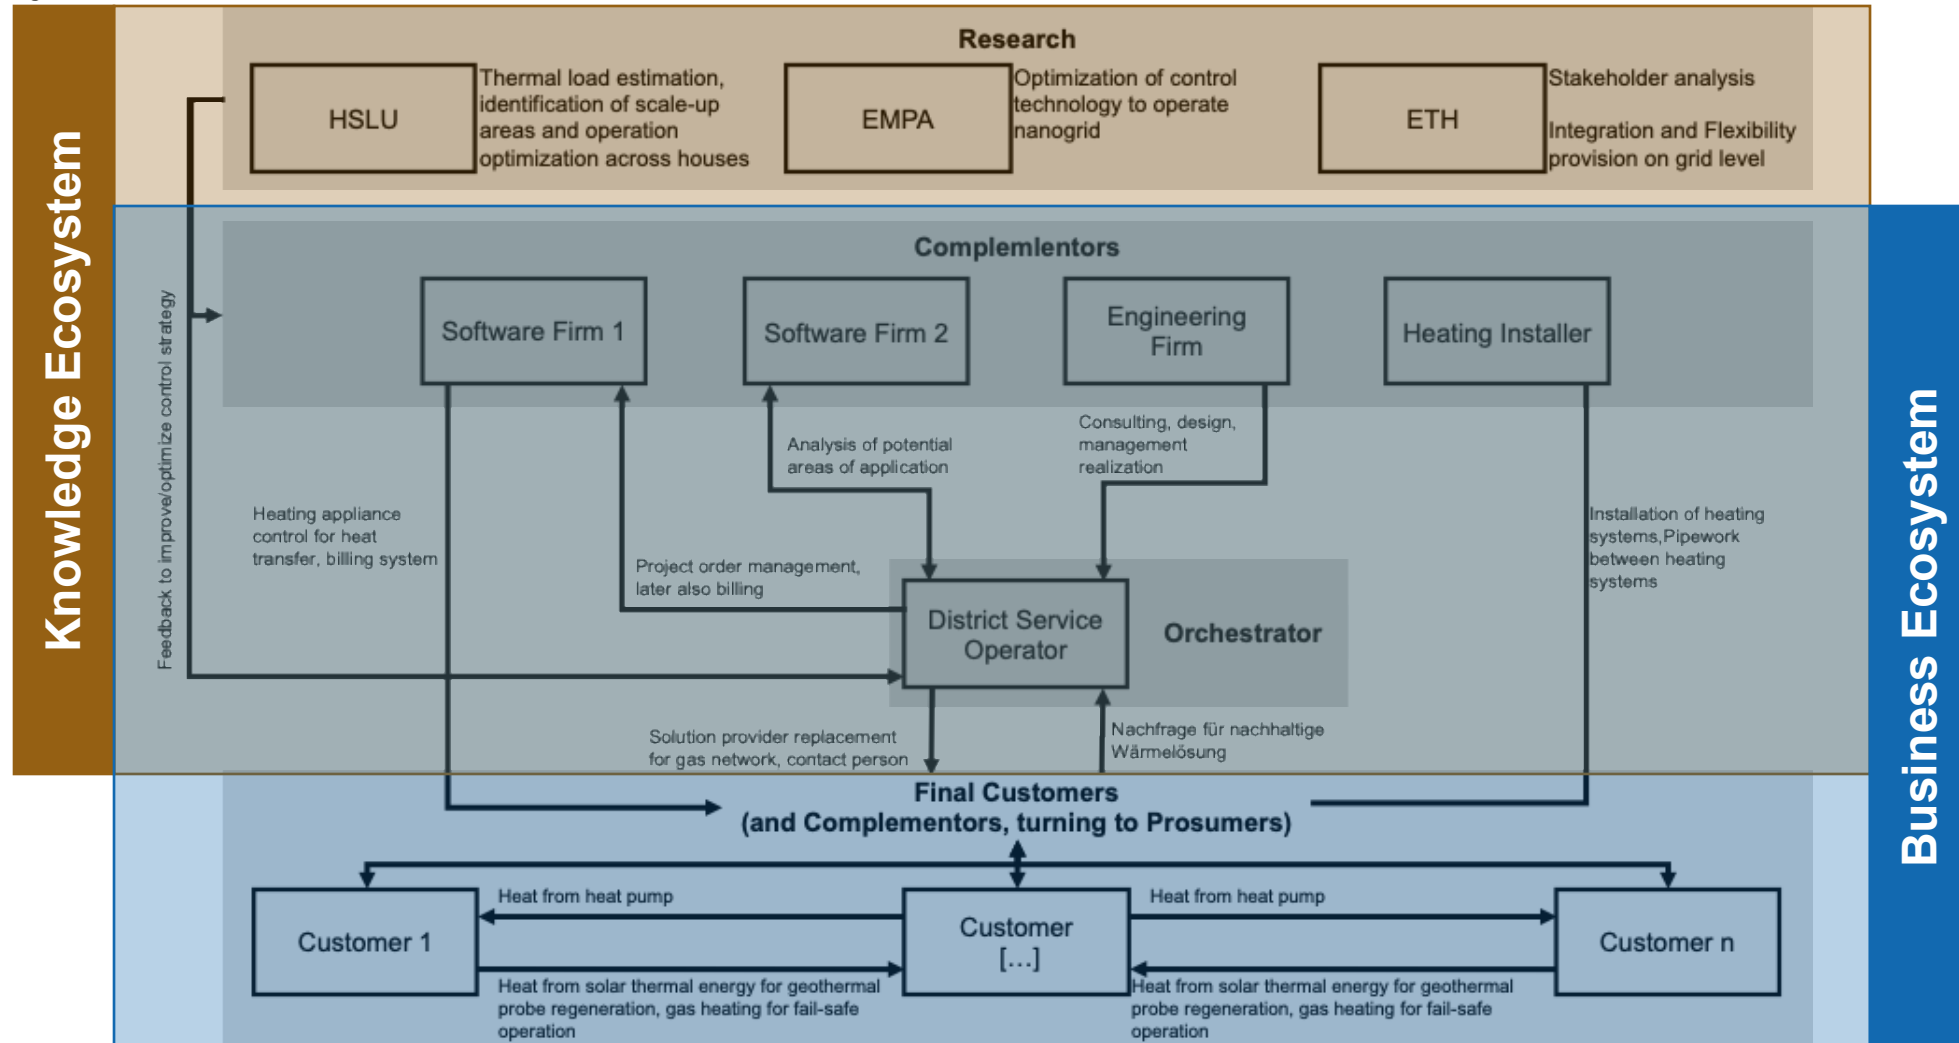 Knowledge Ecosystem
Research
HSLU
Thermal load estimation,
identification of scale-up
areas and operation
optimization across houses
EMPA
Optimization of control
technology to operate
nanogrid
ETH
Stakeholder analysis
Integration and Flexibility
provision on grid level
Complemlentors
Software Firm 1
Software Firm 2
Engineering
Firm
Heating Installer
Feedback to improve/optimize control strategy
Heating appliance
control for heat
transfer, billing system
Project order management,
later also billing
Analysis of potential
areas of application
Consulting, design,
management
realization
Installation of heating
systems,Pipework
between heating
systems
District Service
Operator
Orchestrator
Solution provider replacement
for gas network, contact person
Nachfrage für nachhaltige
Wärmelösung
Business Ecosystem
Final Customers
(and Complementors, turning to Prosumers)
Customer 1
Heat from heat pump
Heat from solar thermal energy for geothermal
probe regeneration, gas heating for fail-safe
operation
Customer
[...]
Heat from heat pump
Heat from solar thermal energy for geothermal
probe regeneration, gas heating for fail-safe
operation
Customer n